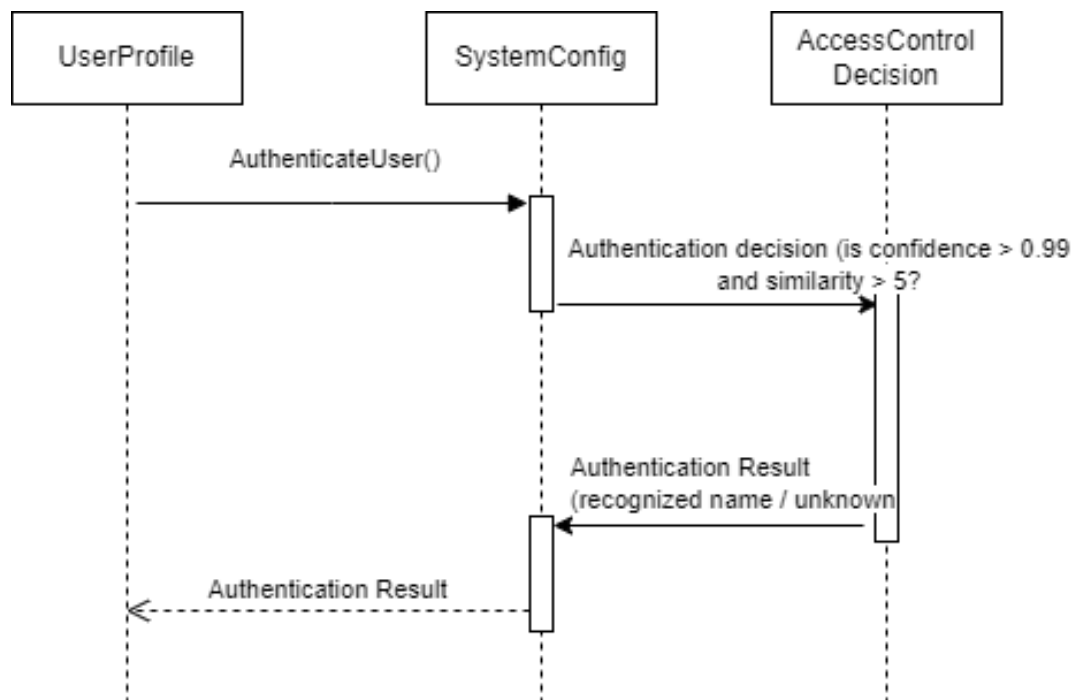 UserProfile
SystemConfig
AccessControl
Decision
AuthenticateUser()
Authentication decision (is confidence > 0.99
and similarity > 5?
Authentication Result
(recognized name / unknown
Authentication Result